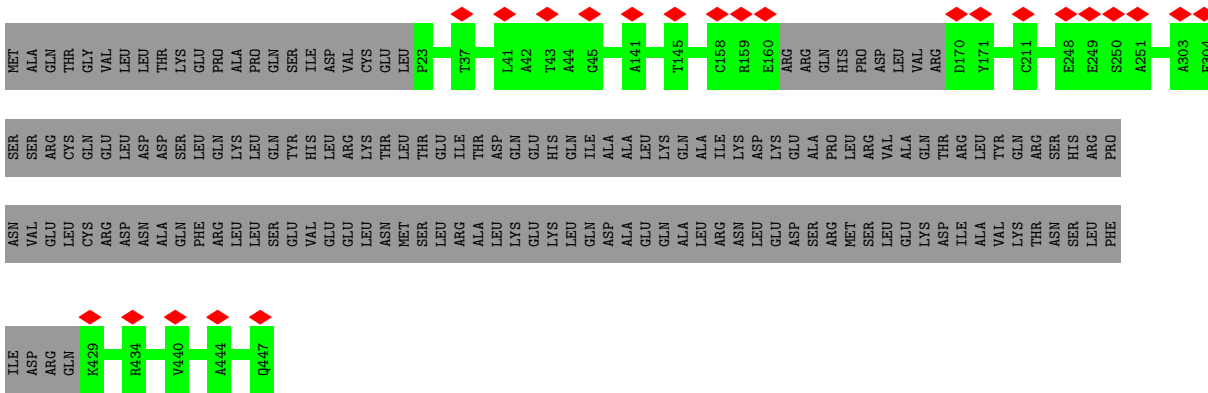 MET ALA GLN THR GLY VAL LEU LEU THR LYS GLU PRO ALA PRO GLN SER ILE ASP VAL CYS GLU LEU P23 T37 L41 A42 T43 A44 G45 A141 T145 C158 R159 E160 ARG ARG GLN HIS PRO ASP LEU VAL ARG D170 Y171 C211 E248 E249 S250 A251 A303
SER SER ARG CYS GLN GLU LEU ASP ASP SER LEU GLN LYS LEU GLN TYR HIS LEU ARG LYS THR LEU THR GLU ILE THR ASP GLN GLU HIS GLN ILE ALA ALA LEU LYS GLN ALA ILE LYS ASP LYS GLU ALA PRO LEU ARG VAL ALA GLN THR ARG LEU TYR GLN ARG SER HIS ARG PRO
ASN VAL GLU LEU CYS ARG ASP ASN ALA GLN PHE ARG LEU LEU SER GLU VAL GLU GLU LEU ASN MET SER LEU ARG ALA LEU LYS GLU LYS LEU GLN ASP ALA GLU GLN ALA LEU ARG ASN LEU GLU ASP SER ARG MET SER LEU GLU LYS ASP ILE ALA VAL LYS THR ASN SER LEU PHE
ILE ASP ARG GLN K429 R434 V440 A444 Q447